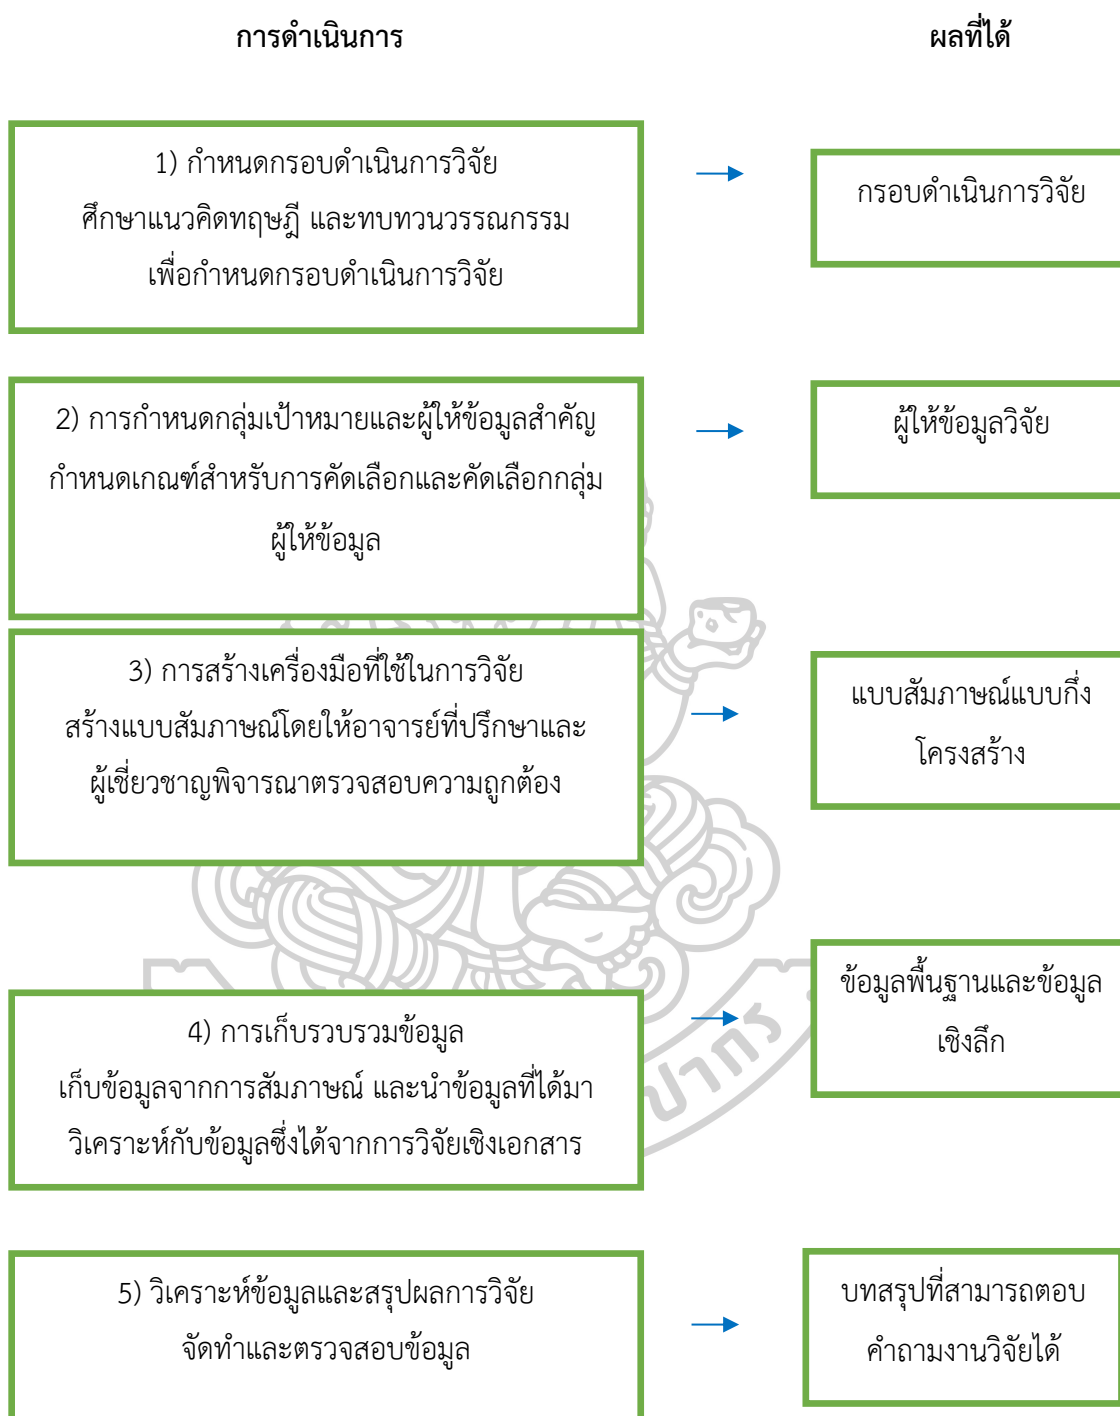 การดำเนินการ
ผลที่ได้
1) กำหนดกรอบดำเนินการวิจัย
ศึกษาแนวคิดทฤษฎี และทบทวนวรรณกรรม
เพื่อกำหนดกรอบดำเนินการวิจัย
กรอบดำเนินการวิจัย
2) การกำหนดกลุ่มเป้าหมายและผู้ให้ข้อมูลสำคัญ
กำหนดเกณฑ์สำหรับการคัดเลือกและคัดเลือกกลุ่ม
ผู้ให้ข้อมูล
ผู้ให้ข้อมูลวิจัย
3) การสร้างเครื่องมือที่ใช้ในการวิจัย
สร้างแบบสัมภาษณ์โดยให้อาจารย์ที่ปรึกษาและ
ผู้เชี่ยวชาญพิจารณาตรวจสอบความถูกต้อง
แบบสัมภาษณ์แบบกึ่ง
โครงสร้าง
4) การเก็บรวบรวมข้อมูล
เก็บข้อมูลจากการสัมภาษณ์ และนำข้อมูลที่ได้มา
วิเคราะห์กับข้อมูลซึ่งได้จากการวิจัยเชิงเอกสาร
ข้อมูลพื้นฐานและข้อมูล
เชิงลึก
5) วิเคราะห์ข้อมูลและสรุปผลการวิจัย
จัดทำและตรวจสอบข้อมูล
บทสรุปที่สามารถตอบ
คำถามงานวิจัยได้